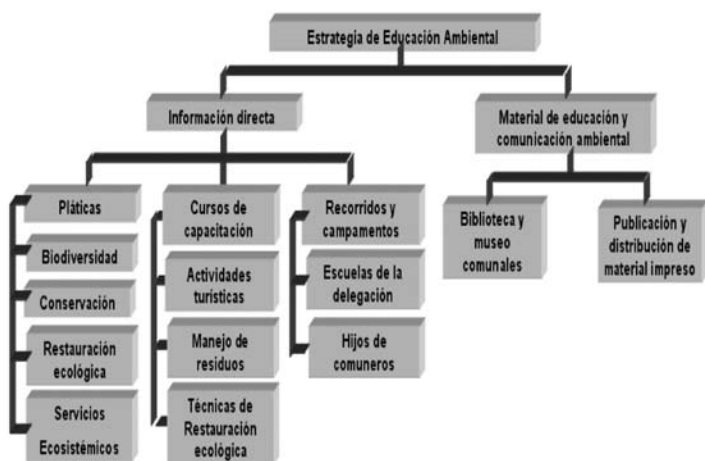 Estrategia de Educación Ambiental
Información directa
Material de educación y
comunicación ambiental
Pláticas
Biodiversidad
Conservación
Restauración
ecológica
Servicios
Ecosistémicos
Cursos de
capacitación
Actividades
turísticas
Manejo de
residuos
Técnicas de
Restauración
ecológica
Recorridos y
campamentos
Escuelas de la
delegación
Hijos de
comuneros
Biblioteca y
museo
comunales
Publicación y
distribución de
material impreso